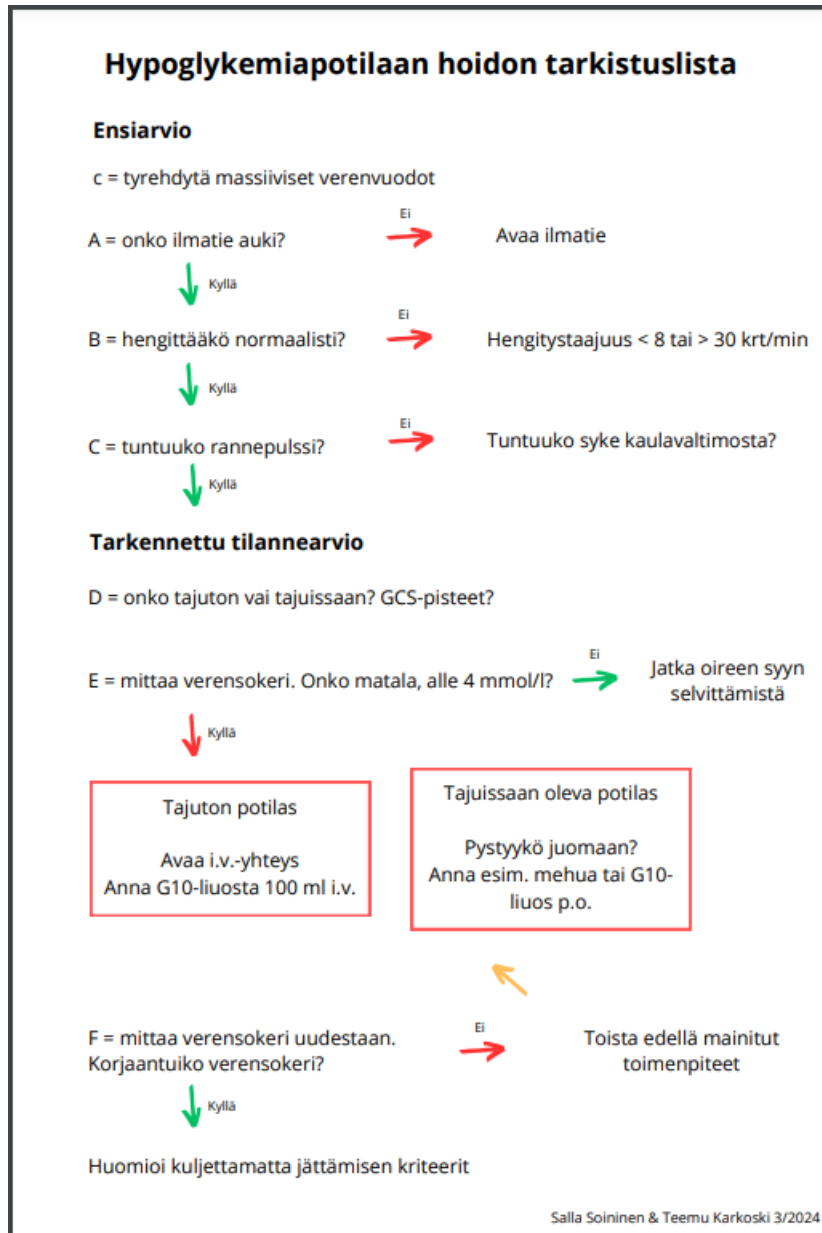 Hypoglykemiapotilaan hoidon tarkistuslista
Ensiarvio
c = tyrehdytä massiiviset verenvuodot
A = onko ilmatie auki?
Ei
Avaa ilmatie
Kyllä
B = hengittääkö normaalisti?
Ei
Hengitystaajuus < 8 tai > 30 krt/min
Kyllä
C = tuntuuko rannepulssi?
Ei
Tuntuuko syke kaulavaltimosta?
Kyllä
Tarkennettu tilannearvio
D = onko tajuton vai tajuissaan? GCS-pisteet?
E = mittaa verensokeri. Onko matala, alle 4 mmol/l?
Ei
Jatka oireen syyn
selvittämistä
Kyllä
Tajuton potilas
Avaa i.v.-yhteys
Anna G10-liuosta 100 ml i.v.
Tajuissaan oleva potilas
Pystyykö juomaan?
Anna esim. mehua tai G10-
liuos p.o.
F = mittaa verensokeri uudestaan.
Korjaantuiko verensokeri?
Ei
Toista edellä mainitut
toimenpiteet
Kyllä
Huomioi kuljettamatta jättämisen kriteerit
Salla Soininen & Teemu Karkoski 3/2024